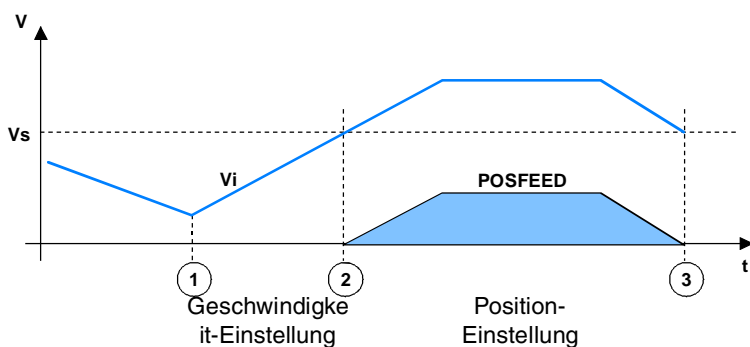 V
Vs
Vi
POSFEED
t
1
2
3
Geschwindigke
it-Einstellung
Position-
Einstellung